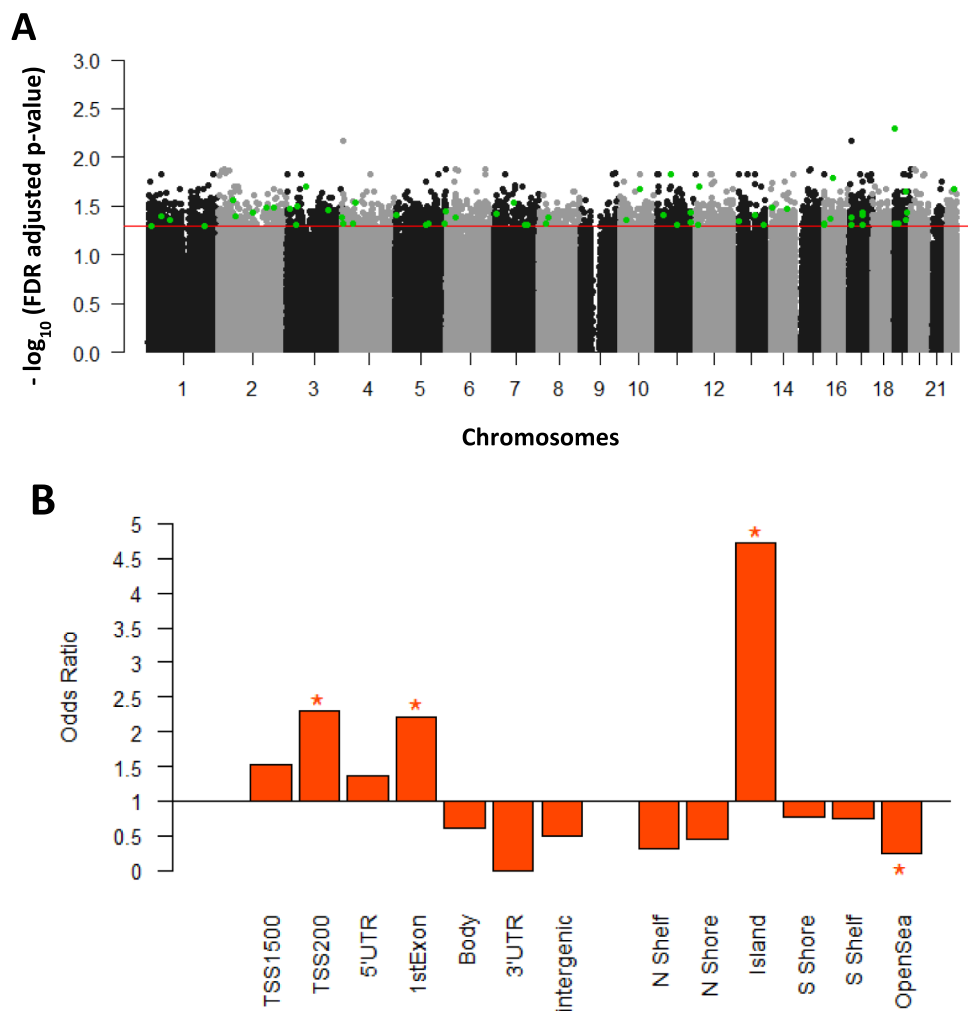 A
- log10 (FDR adjusted p-value)
3.0
2.5
2.0
1.5
1.0
0.5
0.0
1 2 3 4 5 6 7 8 9 10 12 14 16 18 21
Chromosomes
B
Odds Ratio
5
4.5
4
3.5
3
2.5
2
1.5
1
0.5
0
* * * *
TSS1500 TSS200 5'UTR 1stExon Body 3'UTR intergenic N Shelf N Shore Island S Shore S Shelf OpenSea